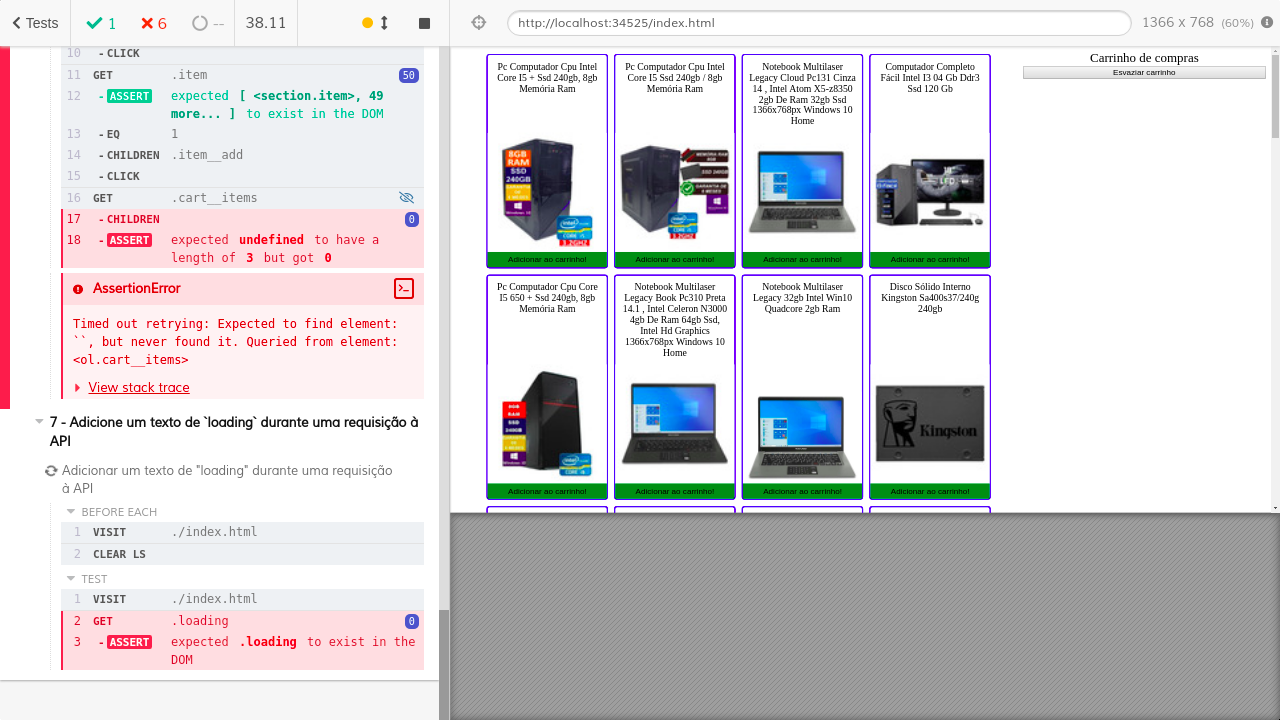 Tests
1
6
--
38.11
http://localhost:34525/index.html
1366 x 768 (60%)
10 - CLICK
11 GET .item 50
12 - ASSERT expected [ <section.item>, 49
more... ] to exist in the DOM
13 - EQ 1
14 - CHILDREN .item__add
15 - CLICK
16 GET .cart__items
17 - CHILDREN 0
18 - ASSERT expected undefined to have a
length of 3 but got 0
AssertionError
Timed out retrying: Expected to find element:
``, but never found it. Queried from element:
<ol.cart__items>
View stack trace
7 - Adicione um texto de `loading` durante uma requisição à
API
Adicionar um texto de "loading" durante uma requisição
à API
BEFORE EACH
1 VISIT ./index.html
2 CLEAR LS
TEST
1 VISIT ./index.html
2 GET .loading 0
3 - ASSERT expected .loading to exist in the
DOM
Pc Computador Cpu Intel
Core I5 + Ssd 240gb, 8gb
Memória Ram
8GB
RAM
SSD
240GB
3.2GHZ
Adicionar ao carrinho!
Pc Computador Cpu Intel
Core I5 Ssd 240gb / 8gb
Memória Ram
Adicionar ao carrinho!
Notebook Multilaser
Legacy Cloud Pc131 Cinza
14 , Intel Atom X5-z8350
2gb De Ram 32gb Ssd
1366x768px Windows 10
Home
Adicionar ao carrinho!
Computador Completo
Fácil Intel I3 04 Gb Ddr3
Ssd 120 Gb
Adicionar ao carrinho!
Pc Computador Cpu Core
I5 650 + Ssd 240gb, 8gb
Memória Ram
Adicionar ao carrinho!
Notebook Multilaser
Legacy Book Pc310 Preta
14.1 , Intel Celeron N3000
4gb De Ram 64gb Ssd,
Intel Hd Graphics
1366x768px Windows 10
Home
Adicionar ao carrinho!
Notebook Multilaser
Legacy 32gb Intel Win10
Quadcore 2gb Ram
Adicionar ao carrinho!
Disco Sólido Interno
Kingston Sa400s37/240g
240gb
Kingston
Adicionar ao carrinho!
Carrinho de compras
Esvaziar carrinho